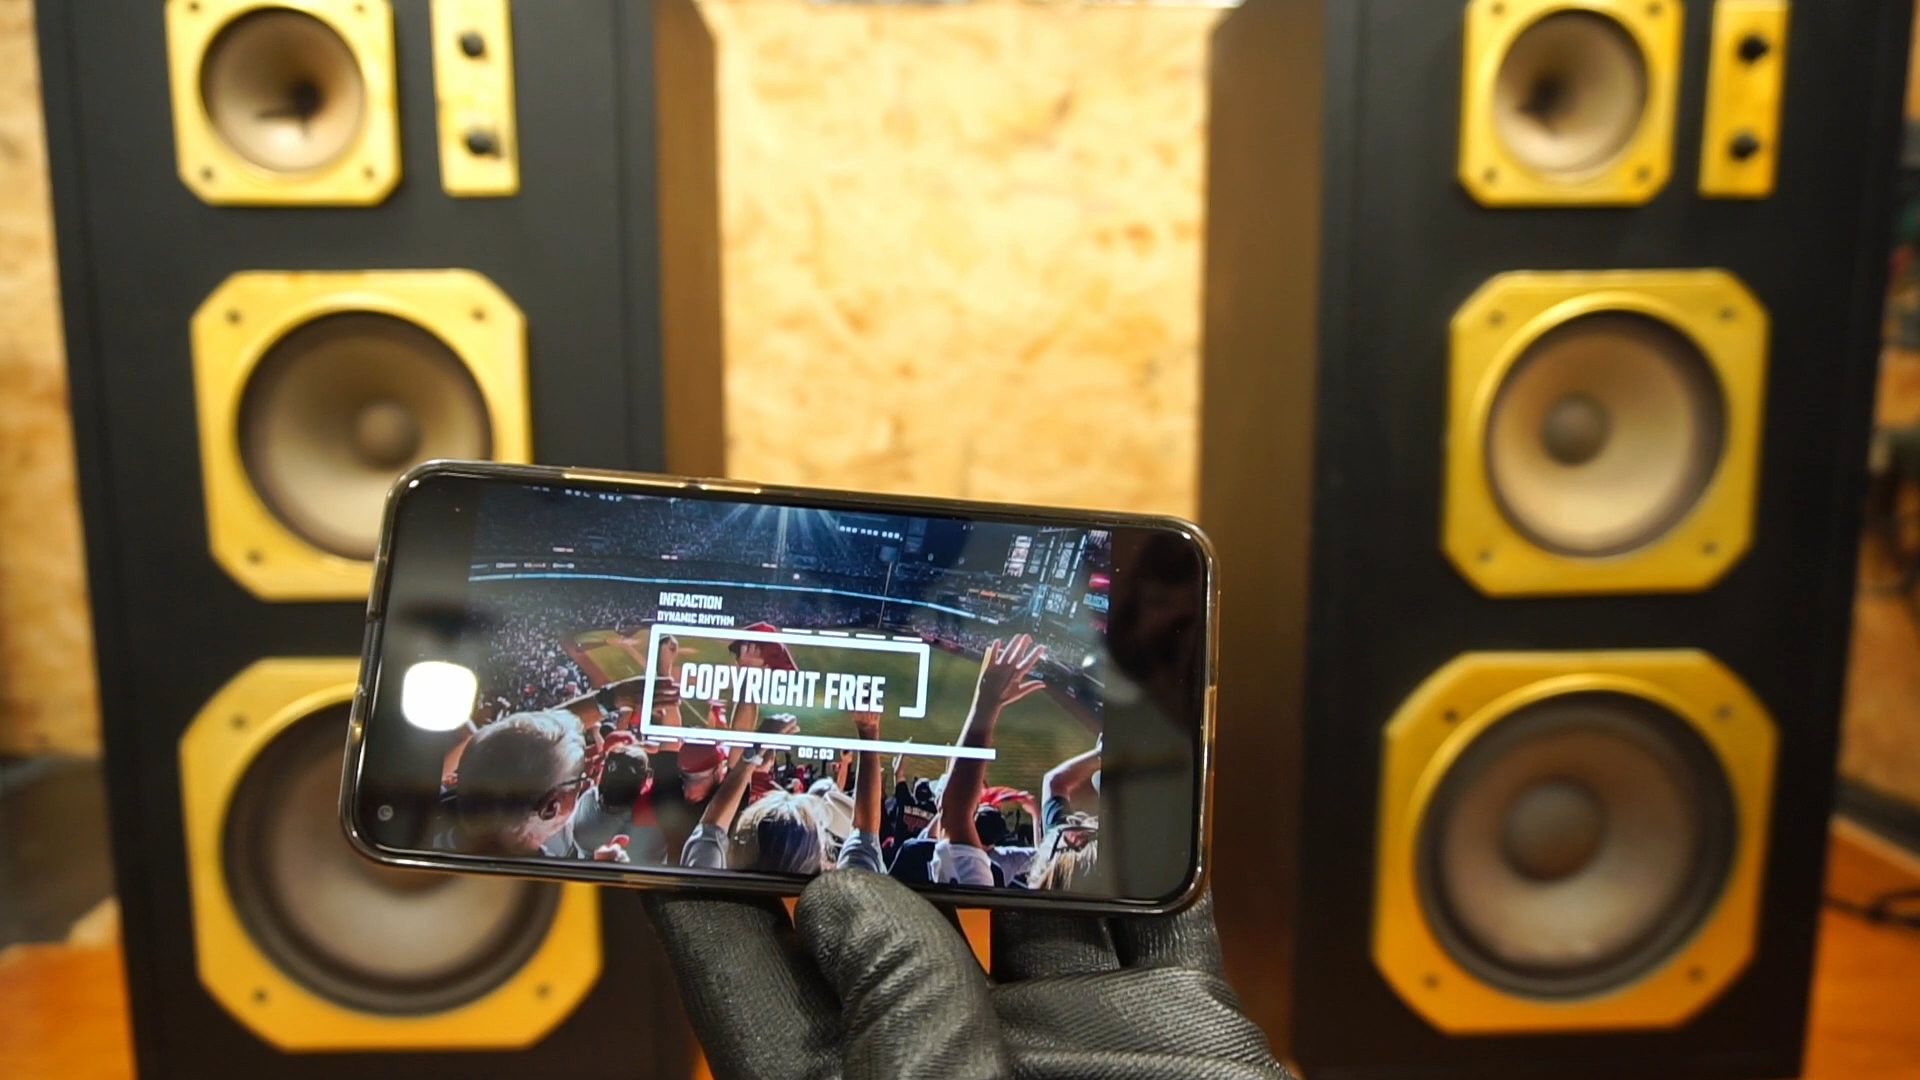 INFRACTION
DYNAMIC RHYTHM
COPYRIGHT FREE
00:03